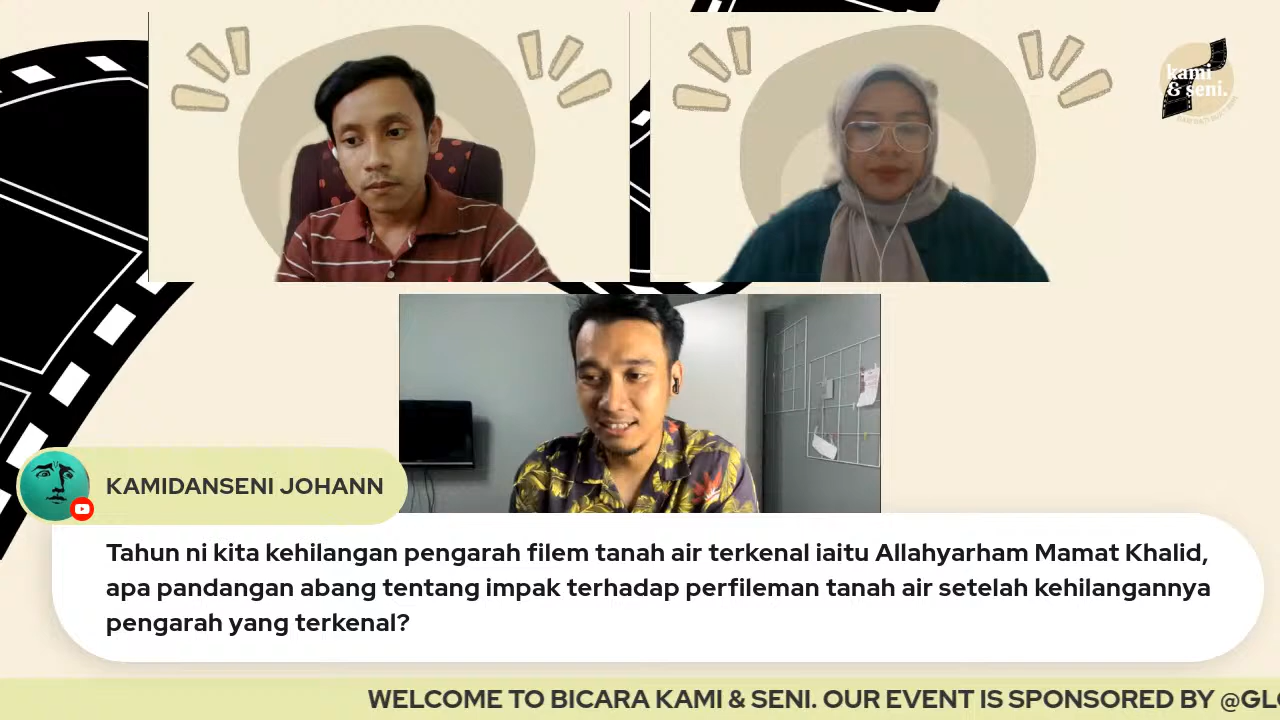 kami
& seni.
KAMIDANSENI JOHANN
Tahun ni kita kehilangan pengarah filem tanah air terkenal iaitu Allahyarham Mamat Khalid,
apa pandangan abang tentang impak terhadap perfileman tanah air setelah kehilangannya
pengarah yang terkenal?
WELCOME TO BICARA KAMI & SENI. OUR EVENT IS SPONSORED BY @GL